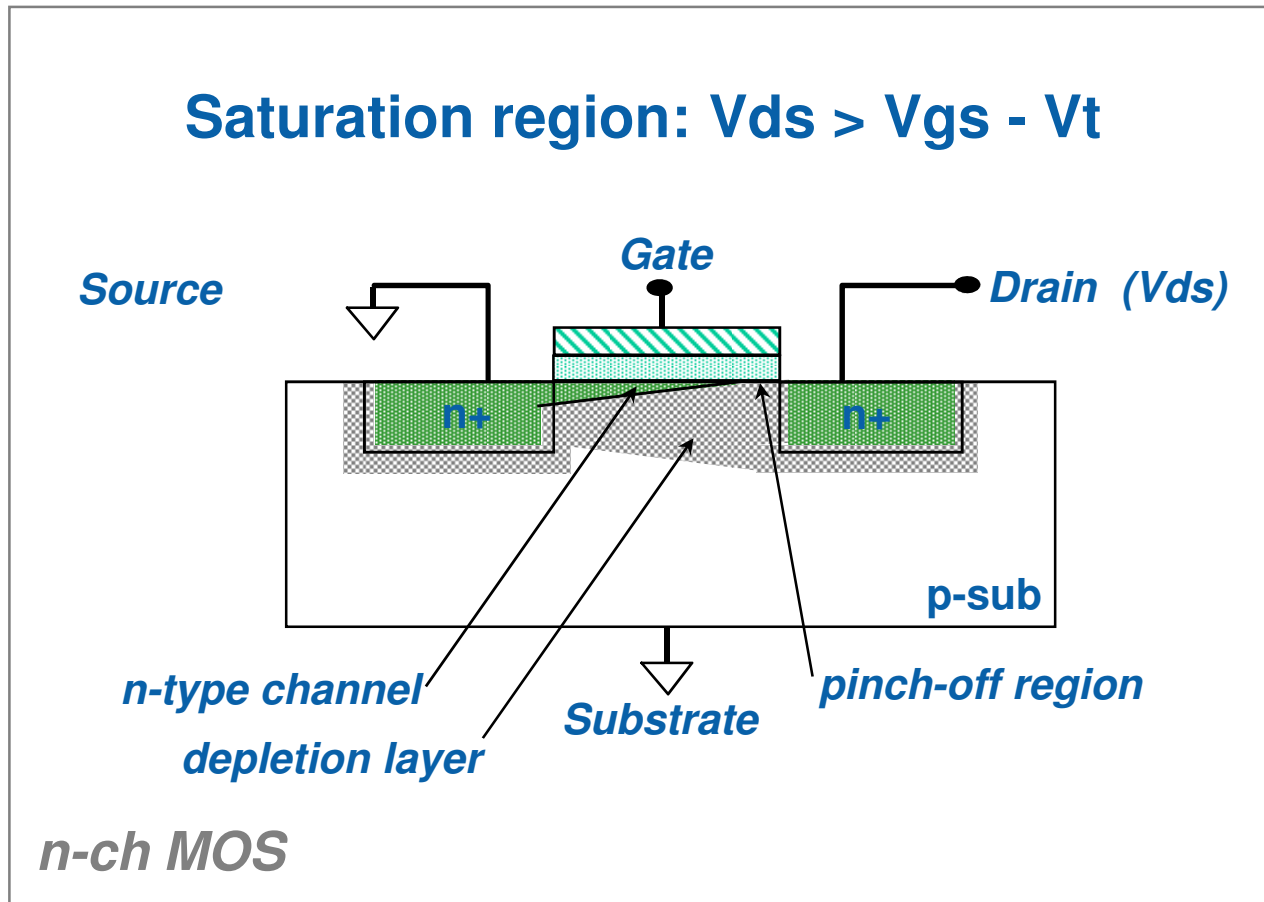 Saturation region: Vds > Vgs - Vt
Gate
Source
Drain (Vds)
n+
n+
p-sub
n-type channel
pinch-off region
Substrate
depletion layer
n-ch MOS